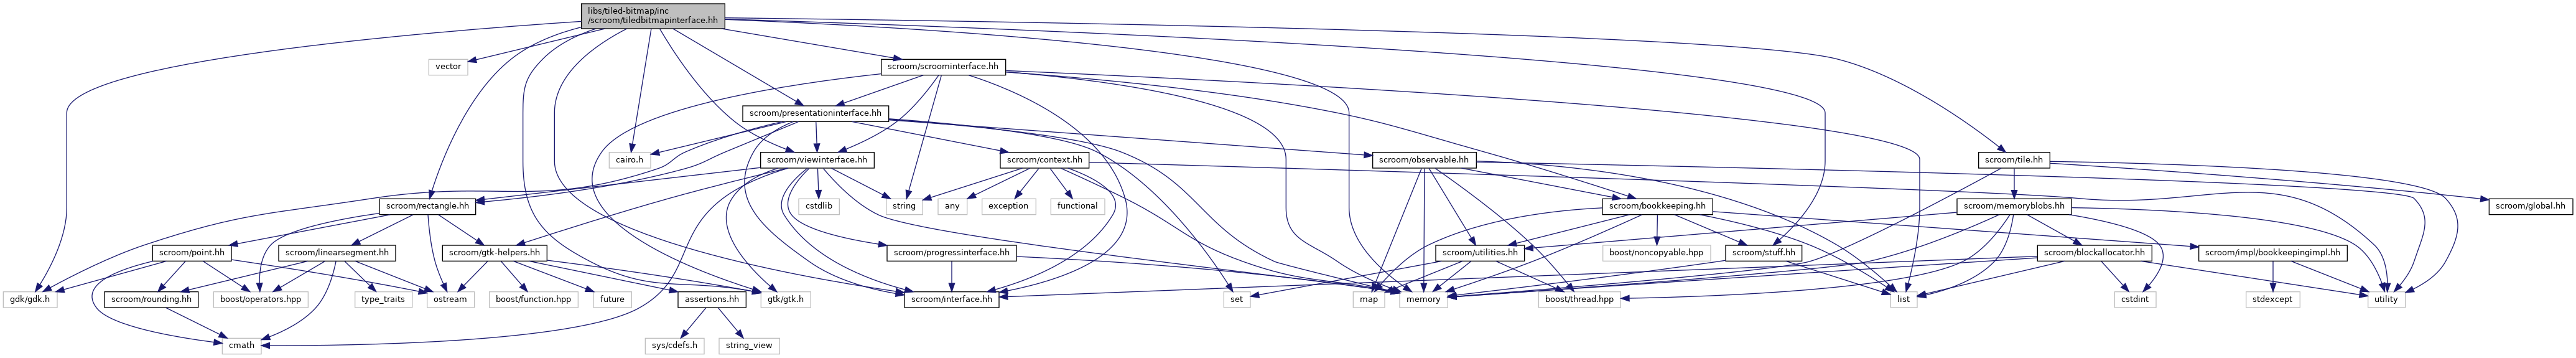 libs/tiled-bitmap/inc
/scroom/tiledbitmapinterface.hh
vector
scroom/scroominterface.hh
scroom/presentationinterface.hh
cairo.h
scroom/viewinterface.hh
scroom/context.hh
scroom/observable.hh
scroom/tile.hh
scroom/rectangle.hh
cstdlib
string
any
exception
functional
scroom/bookkeeping.hh
scroom/memoryblobs.hh
scroom/global.hh
scroom/point.hh
scroom/linearsegment.hh
scroom/gtk-helpers.hh
scroom/progressinterface.hh
scroom/utilities.hh
boost/noncopyable.hpp
scroom/stuff.hh
scroom/blockallocator.hh
scroom/impl/bookkeepingimpl.hh
gdk/gdk.h
scroom/rounding.hh
boost/operators.hpp
type_traits
ostream
boost/function.hpp
future
assertions.hh
gtk/gtk.h
scroom/interface.hh
set
map
memory
boost/thread.hpp
list
cstdint
stdexcept
utility
cmath
sys/cdefs.h
string_view